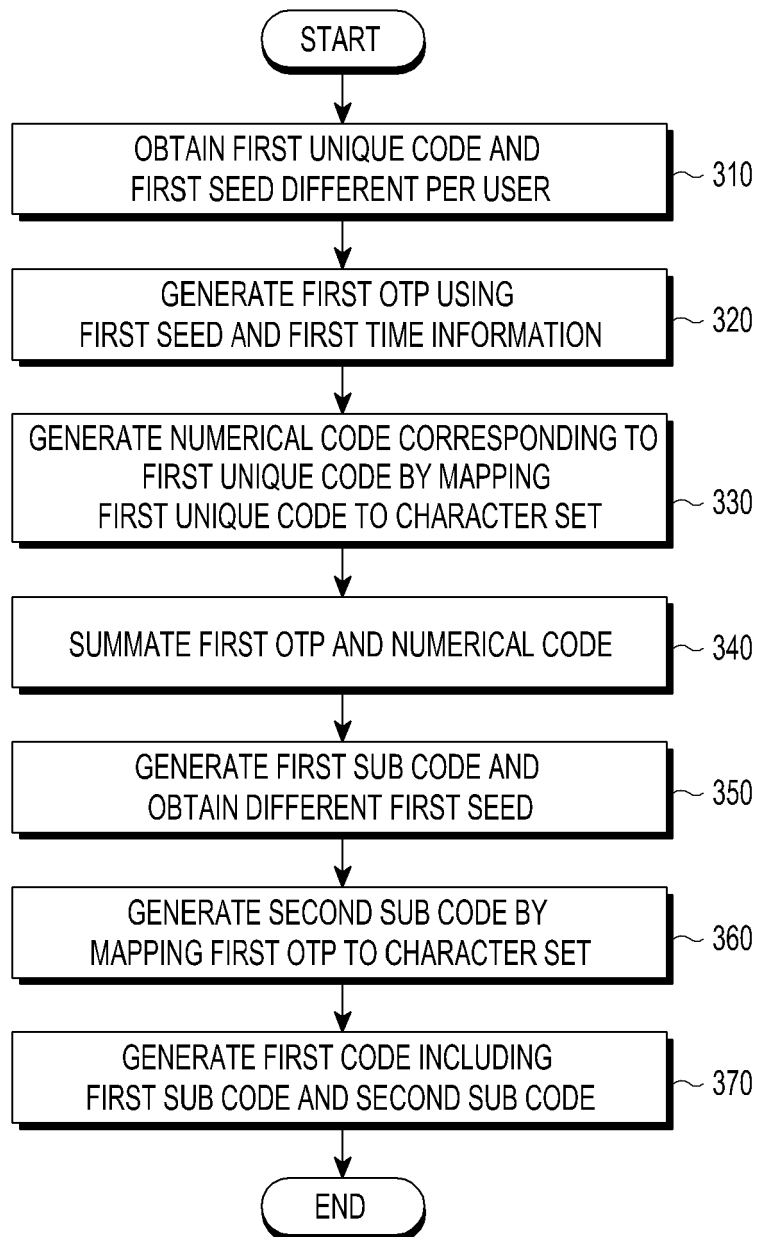 START
OBTAIN FIRST UNIQUE CODE AND
FIRST SEED DIFFERENT PER USER
310
GENERATE FIRST OTP USING
FIRST SEED AND FIRST TIME INFORMATION
320
GENERATE NUMERICAL CODE CORRESPONDING TO
FIRST UNIQUE CODE BY MAPPING
FIRST UNIQUE CODE TO CHARACTER SET
330
SUMMATE FIRST OTP AND NUMERICAL CODE
340
GENERATE FIRST SUB CODE AND
OBTAIN DIFFERENT FIRST SEED
350
GENERATE SECOND SUB CODE BY
MAPPING FIRST OTP TO CHARACTER SET
360
GENERATE FIRST CODE INCLUDING
FIRST SUB CODE AND SECOND SUB CODE
370
END